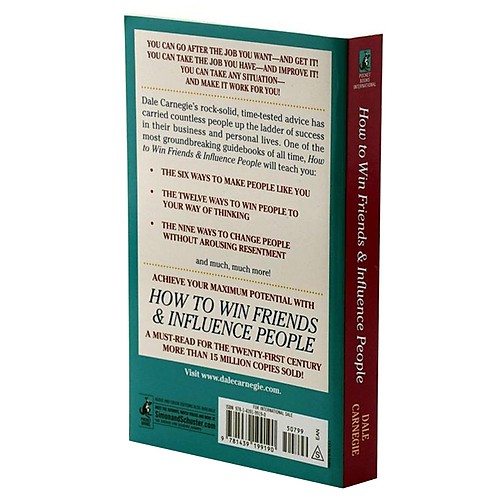 YOU CAN GO AFTER THE JOB YOU WANT—AND GET IT!
YOU CAN TAKE THE JOB YOU HAVE—AND IMPROVE IT!
YOU CAN TAKE ANY SITUATION—
AND MAKE IT WORK FOR YOU!
Dale Carnegie's rock-solid, time-tested advice has
carried countless people up the ladder of success
in their business and personal lives. One of the
most groundbreaking guidebooks of all time, How
to Win Friends & Influence People will teach you:
• THE SIX WAYS TO MAKE PEOPLE LIKE YOU
• THE TWELVE WAYS TO WIN PEOPLE TO
YOUR WAY OF THINKING
• THE NINE WAYS TO CHANGE PEOPLE
WITHOUT AROUSING RESENTMENT
and much, much more!
ACHIEVE YOUR MAXIMUM POTENTIAL WITH
HOW TO WIN FRIENDS
& INFLUENCE PEOPLE
A MUST-READ FOR THE TWENTY-FIRST CENTURY
MORE THAN 15 MILLION COPIES SOLD!
Visit www.dalecarnegie.com.
SimonandSchuster.com
FOR INTERNATIONAL SALE
50799
9 781439 199190
EAN
S
POCKET
BOOKS
INTERNATIONAL
How to Win Friends & Influence People
DALE
CARNEGIE